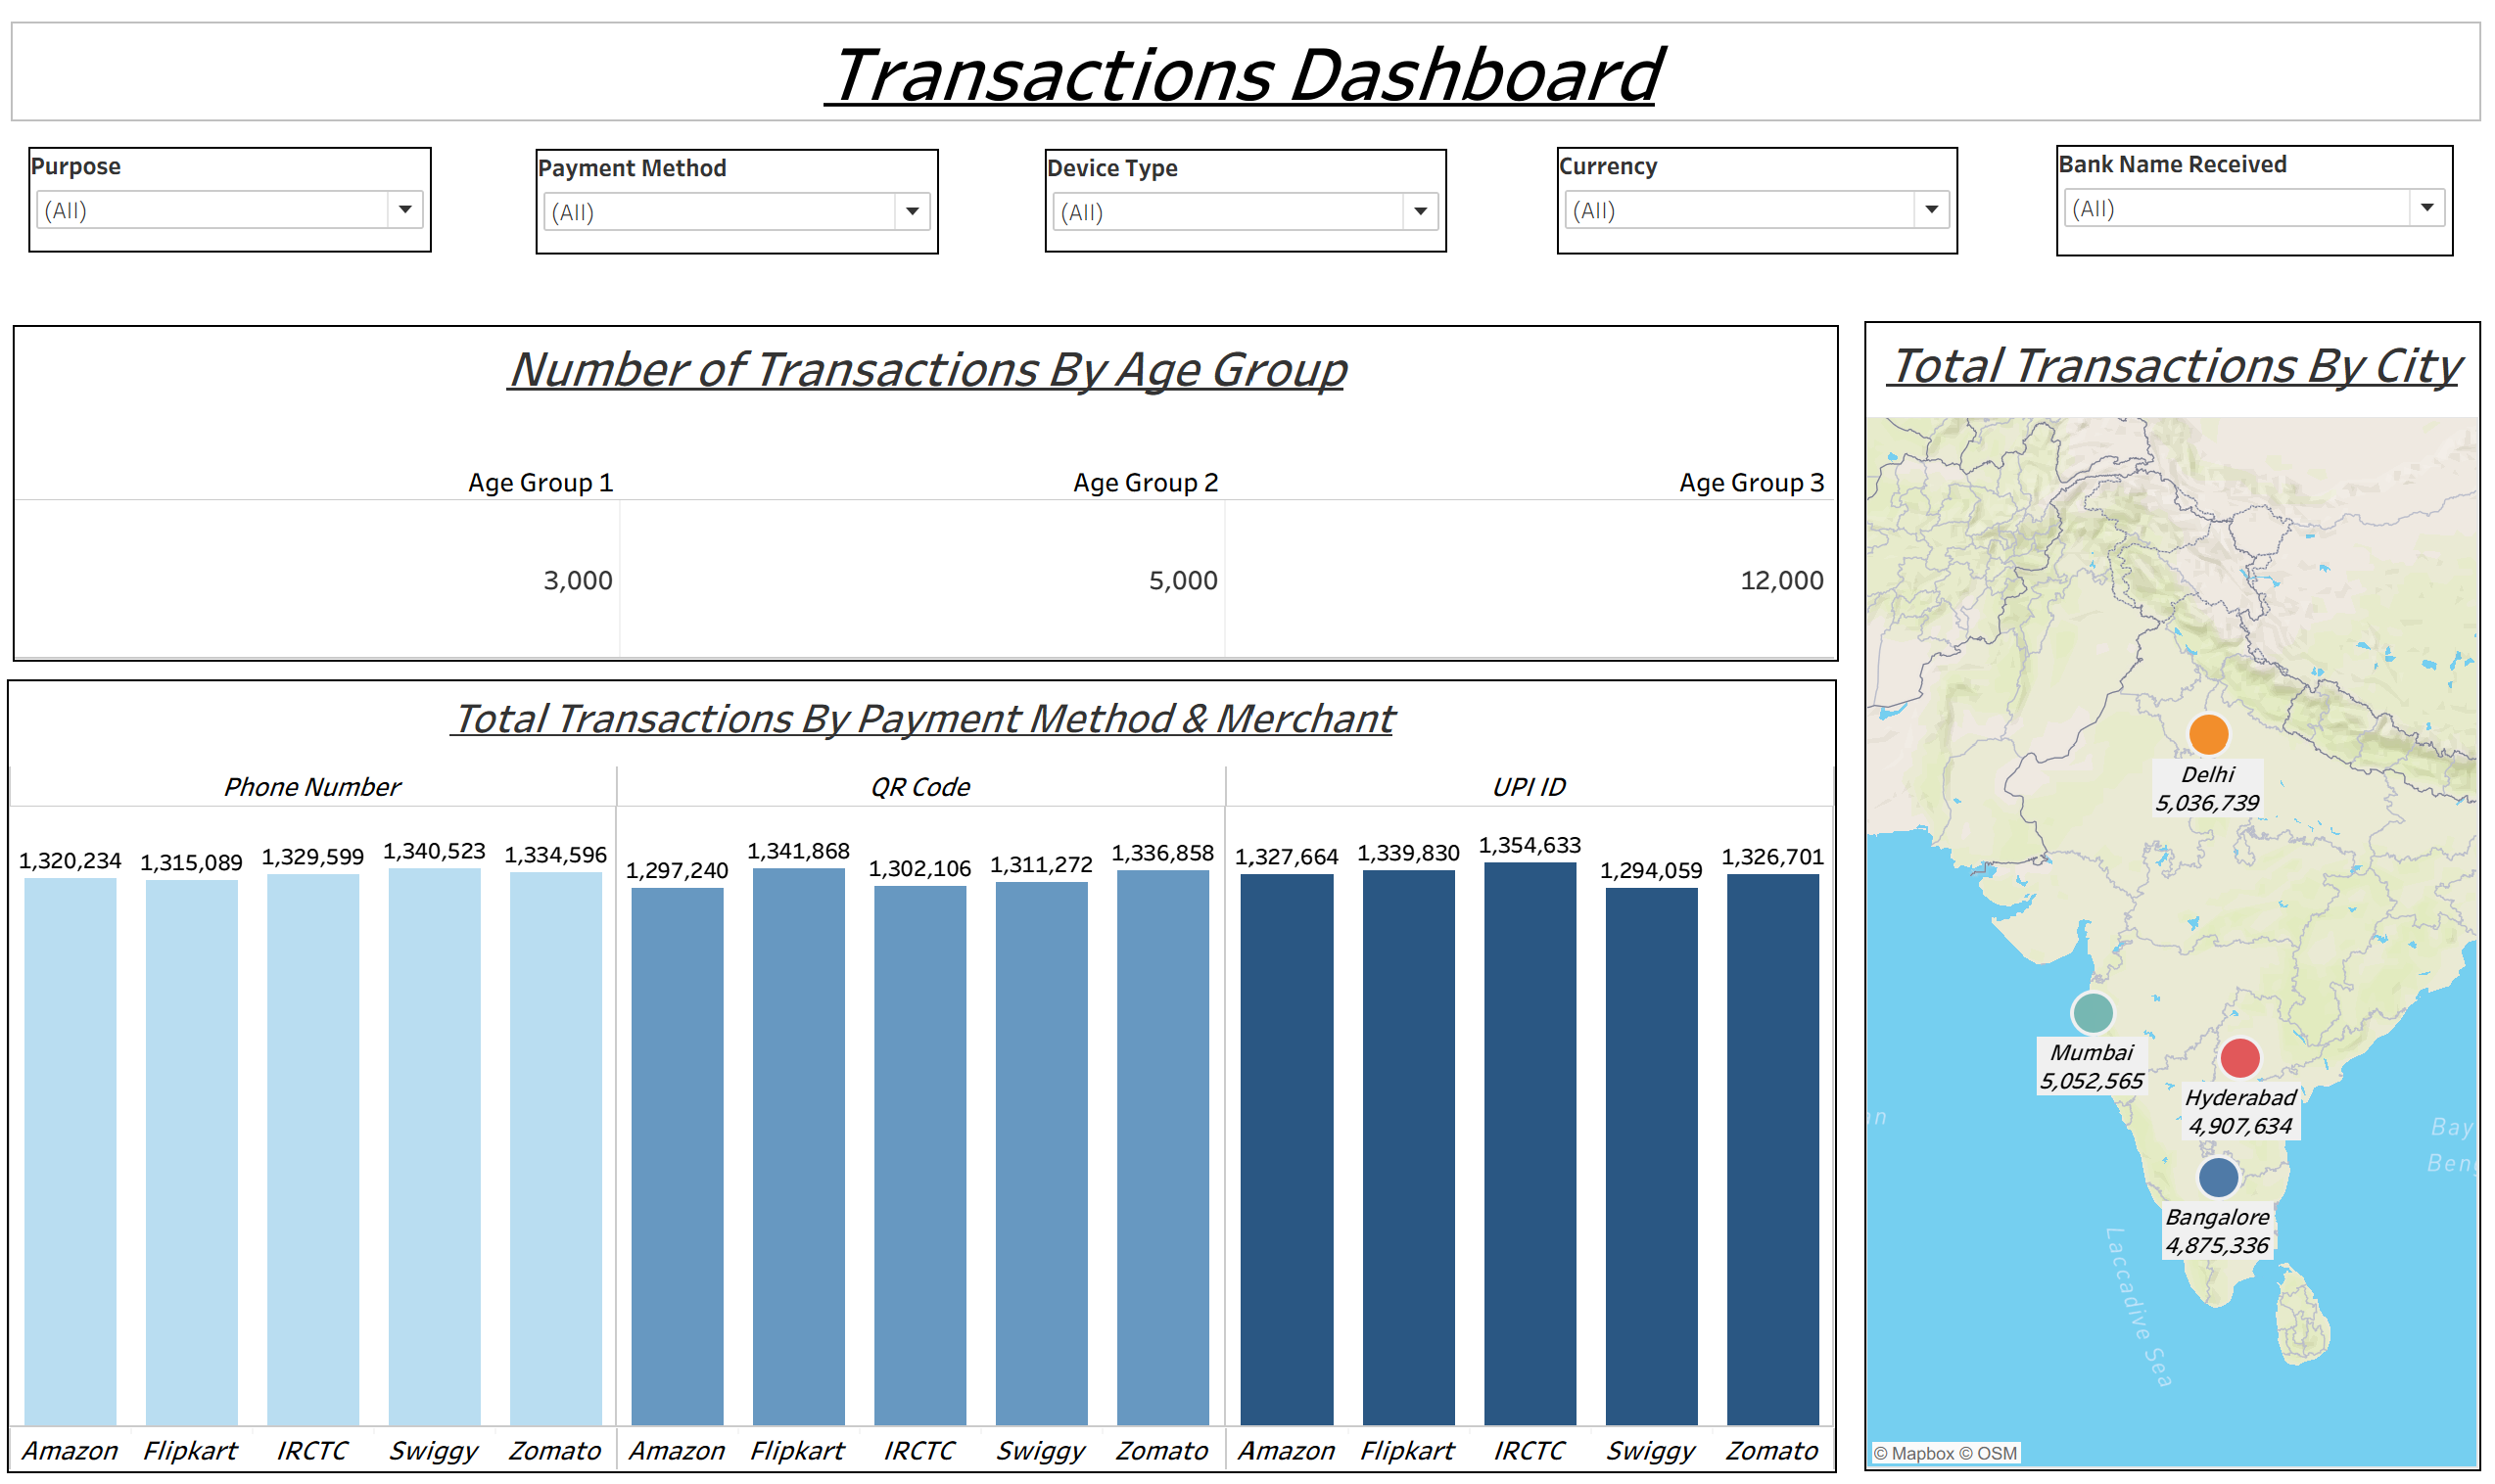 Transactions Dashboard
Purpose
(All)
Payment Method
(All)
Device Type
(All)
Currency
(All)
Bank Name Received
(All)
Number of Transactions By Age Group
Age Group 1 Age Group 2 Age Group 3
3,000 5,000 12,000
Total Transactions By Payment Method & Merchant
Phone Number QR Code UPI ID
1,320,234 1,315,089 1,329,599 1,340,523 1,334,596 1,297,240 1,341,868 1,302,106 1,311,272 1,336,858 1,327,664 1,339,830 1,354,633 1,294,059 1,326,701
Amazon Flipkart IRCTC Swiggy Zomato Amazon Flipkart IRCTC Swiggy Zomato Amazon Flipkart IRCTC Swiggy Zomato
Total Transactions By City
Delhi
5,036,739
Mumbai
5,052,565
Hyderabad
4,907,634
Bay
Bangalore
4,875,336
Laccadive Sea
© Mapbox © OSM